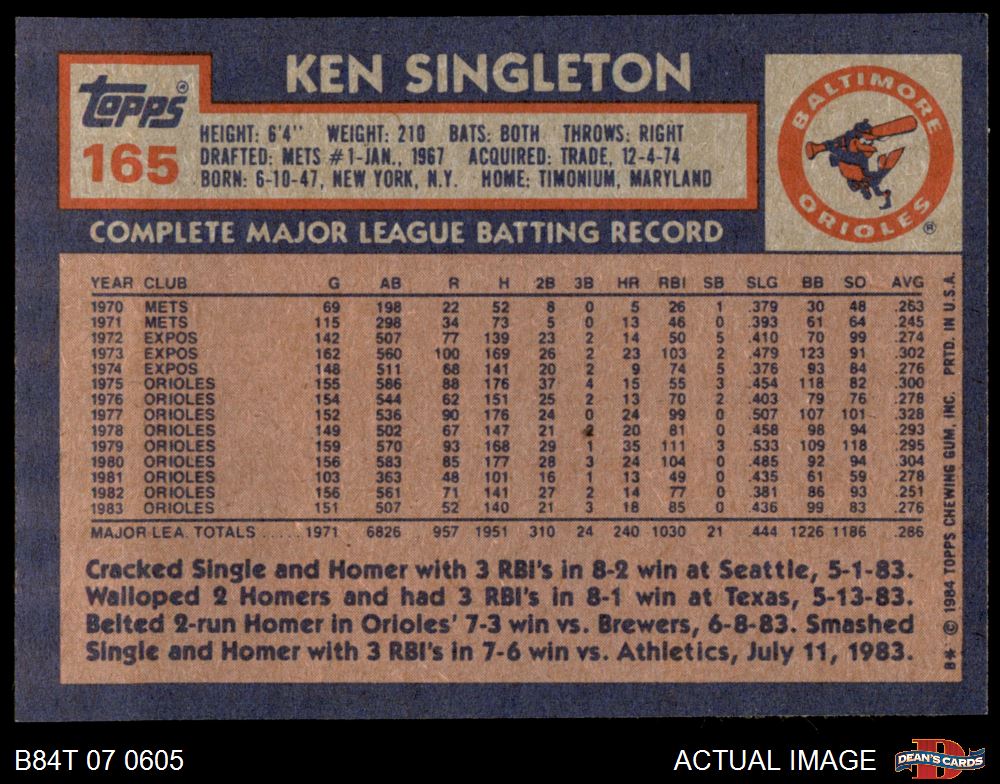 KEN SINGLETON
Topps®
165
HEIGHT: 6'4" WEIGHT: 210 BATS: BOTH THROWS: RIGHT
DRAFTED: METS #1-JAN., 1967 ACQUIRED: TRADE, 12-4-74
BORN: 6-10-47, NEW YORK, N.Y. HOME: TIMONIUM, MARYLAND
BALTIMORE
ORIOLES ®
COMPLETE MAJOR LEAGUE BATTING RECORD
YEAR CLUB G AB R H 2B 3B HR RBI SB SLG BB SO AVG
1970 METS 69 198 22 52 8 0 5 26 1 .379 30 48 .263
1971 METS 115 298 34 73 5 0 13 46 0 .393 61 64 .245
1972 EXPOS 142 507 77 139 23 2 14 50 5 .410 70 99 .274
1973 EXPOS 162 560 100 169 26 2 23 103 2 .479 123 91 .302
1974 EXPOS 148 511 68 141 20 2 9 74 5 .376 93 84 .276
1975 ORIOLES 155 586 88 176 37 4 15 55 3 .454 118 82 .300
1976 ORIOLES 154 544 62 151 25 2 13 70 2 .403 79 76 .278
1977 ORIOLES 152 536 90 176 24 0 24 99 0 .507 107 101 .328
1978 ORIOLES 149 502 67 147 21 2 20 81 0 .458 98 94 .293
1979 ORIOLES 159 570 93 168 29 1 35 111 3 .533 109 118 .295
1980 ORIOLES 156 583 85 177 28 3 24 104 0 .485 92 94 .304
1981 ORIOLES 103 363 48 101 16 1 13 49 0 .435 61 59 .278
1982 ORIOLES 156 561 71 141 27 2 14 77 0 .381 86 93 .251
1983 ORIOLES 151 507 52 140 21 3 18 85 0 .436 99 83 .276
MAJOR LEA. TOTALS ..... 1971 6826 957 1951 310 24 240 1030 21 .444 1226 1186 .286
Cracked Single and Homer with 3 RBI's in 8-2 win at Seattle, 5-1-83.
Walloped 2 Homers and had 3 RBI's in 8-1 win at Texas, 5-13-83.
Belted 2-run Homer in Orioles' 7-3 win vs. Brewers, 6-8-83. Smashed
Single and Homer with 3 RBI's in 7-6 win vs. Athletics, July 11, 1983.
B* © 1984 TOPPS CHEWING GUM, INC. PRTD. IN U.S.A.
B84T 07 0605
ACTUAL IMAGE
DEAN'S CARDS